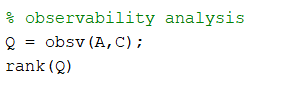 % observability analysis
Q = obsv(A,C);
rank(Q)